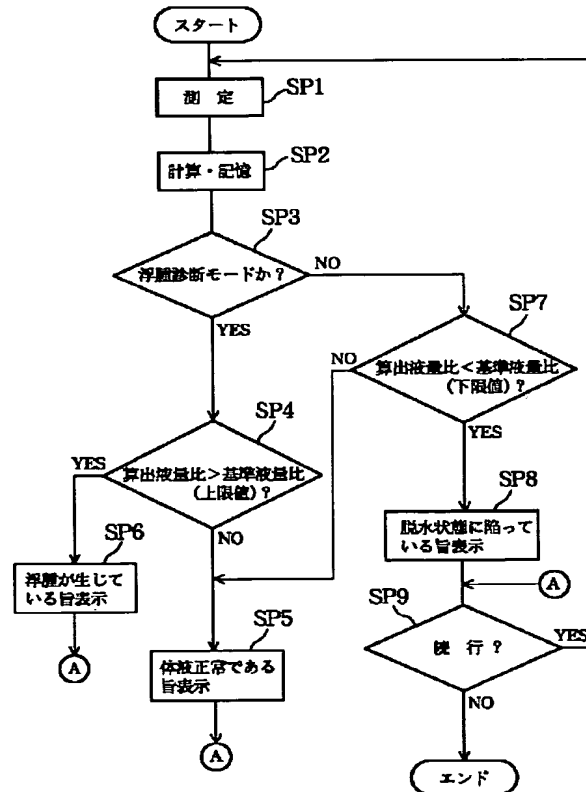 スタート
測 定
SP1
計算・記憶
SP2
SP3
浮腫診断モードか?
NO
YES
SP7
算出液量比<基準液量比
(下限値)?
NO
YES
SP4
算出液量比>基準液量比
(上限値)?
YES
NO
SP6
浮腫が生じて
いる旨表示
A
SP5
体液正常である
旨表示
A
SP8
脱水状態に陥って
いる旨表示
A
SP9
続 行?
YES
NO
エンド